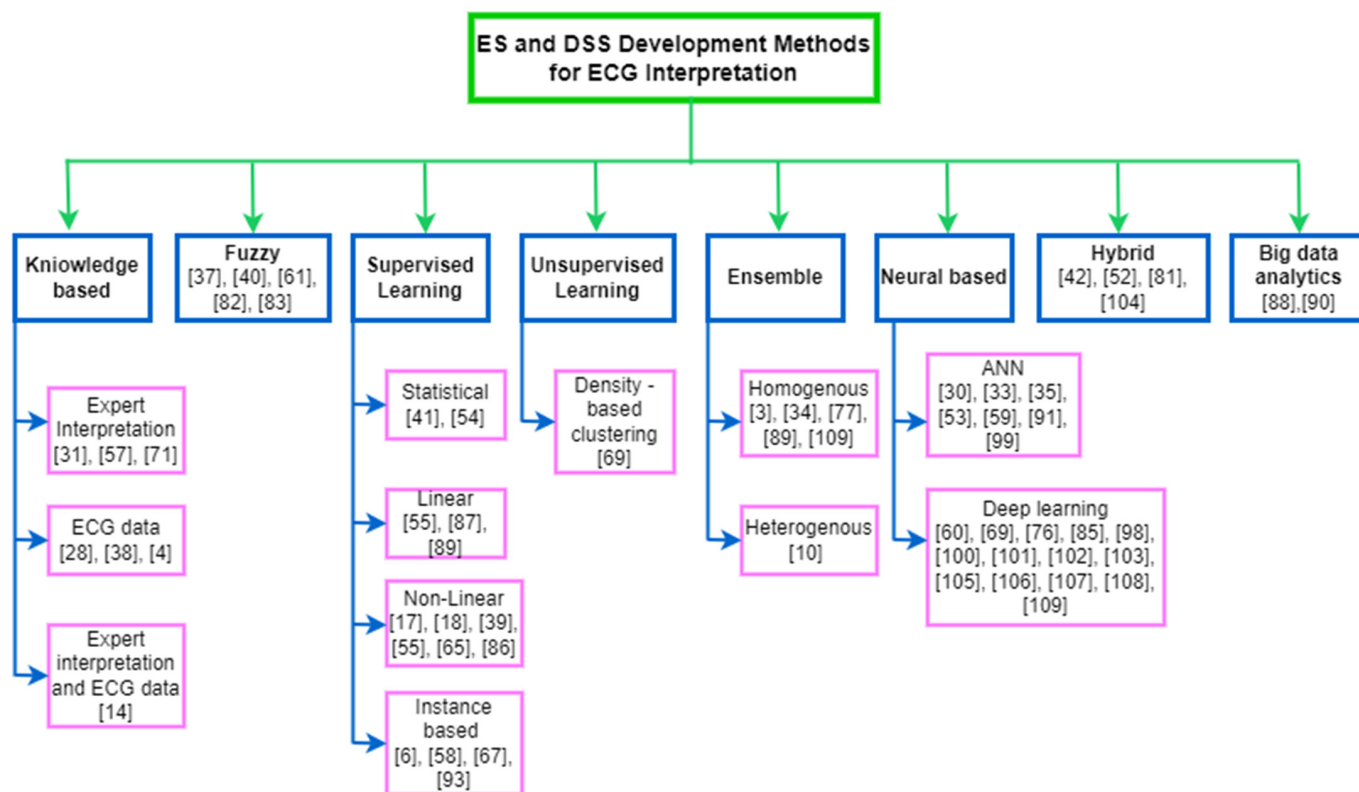 ES and DSS Development Methods
for ECG Interpretation
Kniowledge
based
Fuzzy
[37], [40], [61],
[82], [83]
Supervised
Learning
Unsupervised
Learning
Ensemble
Neural based
Hybrid
[42], [52], [81],
[104]
Big data
analytics
[88],[90]
Expert
Interpretation
[31], [57], [71]
ECG data
[28], [38], [4]
Expert
interpretation
and ECG data
[14]
Statistical
[41], [54]
Linear
[55], [87],
[89]
Non-Linear
[17], [18], [39],
[55], [65], [86]
Instance
based
[6], [58], [67],
[93]
Density -
based
clustering
[69]
Homogenous
[3], [34], [77],
[89], [109]
Heterogenous
[10]
ANN
[30], [33], [35],
[53], [59], [91],
[99]
Deep learning
[60], [69], [76], [85], [98],
[100], [101], [102], [103],
[105], [106], [107], [108],
[109]